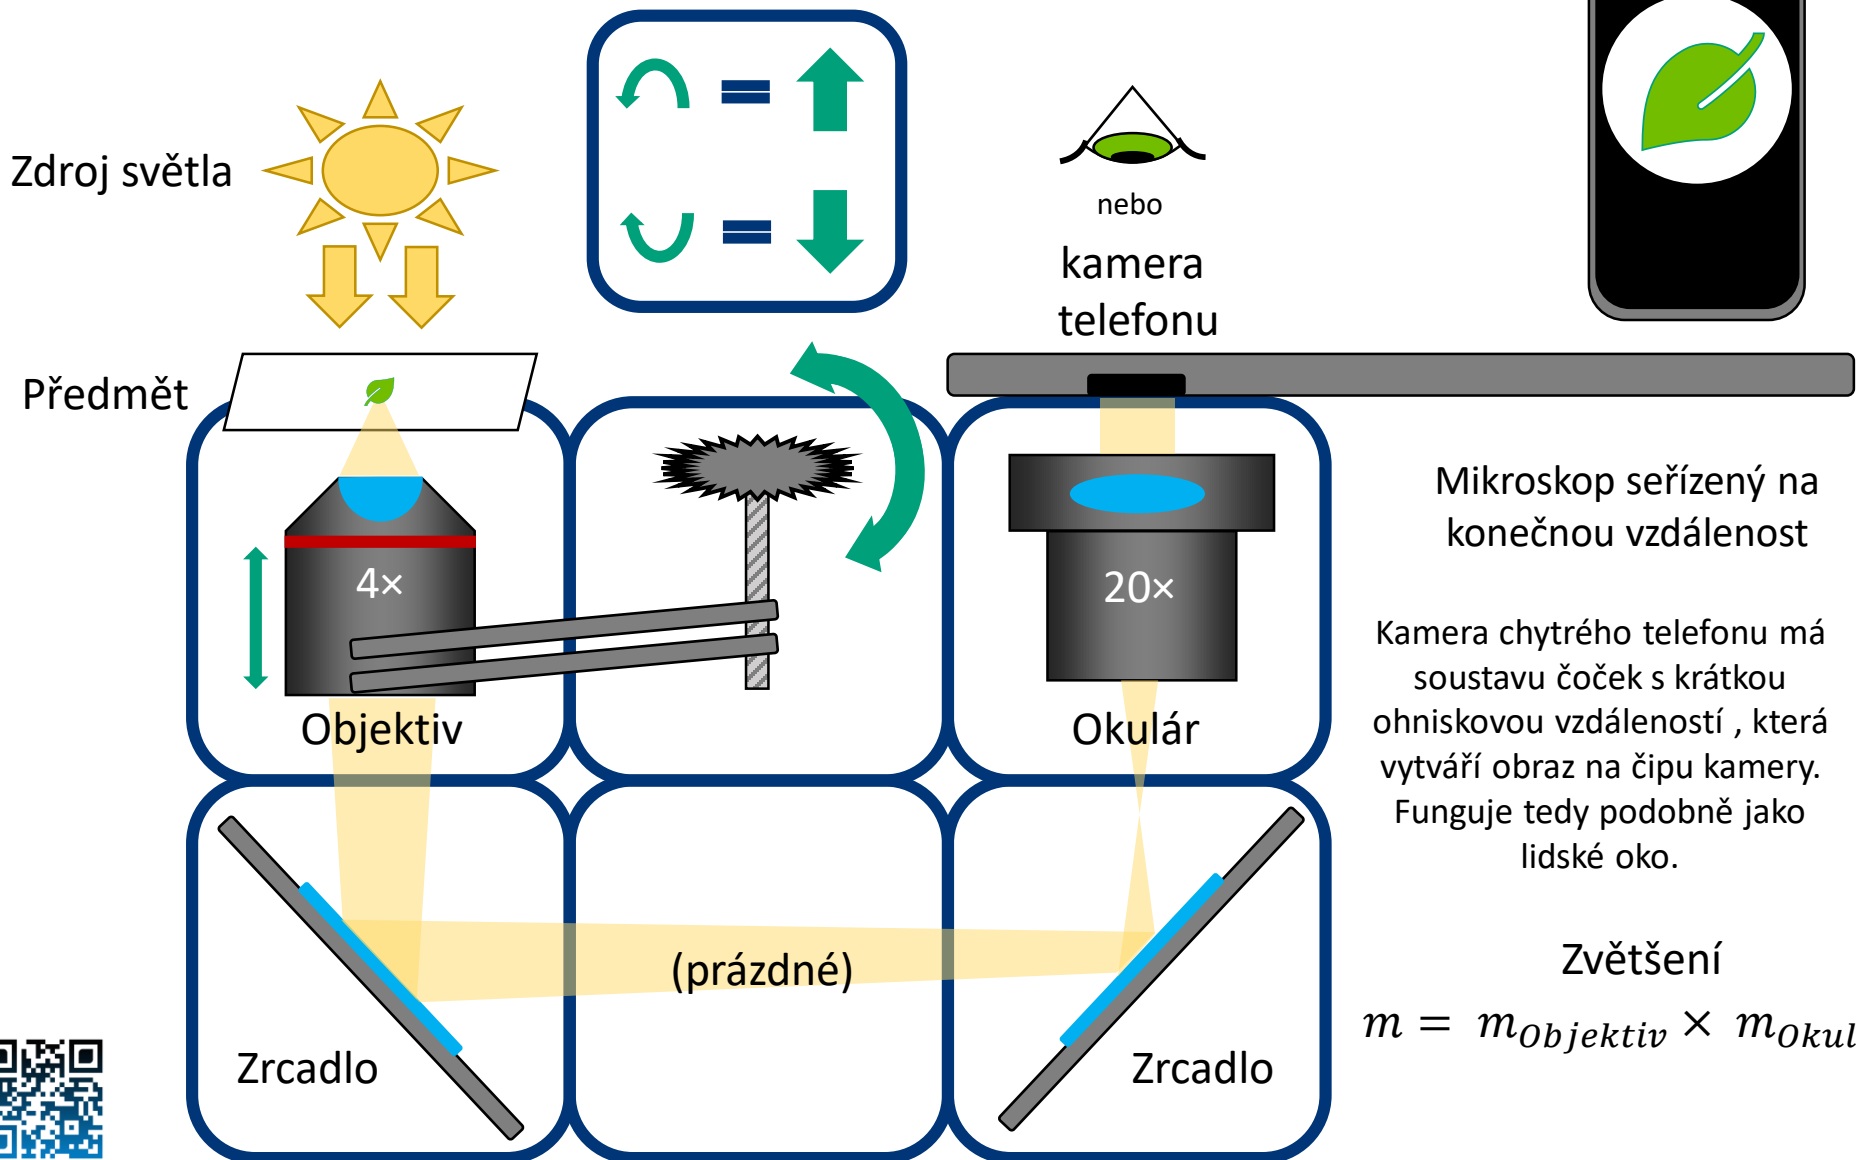 Zdroj světla
nebo
kamera
telefonu
Předmět
4×
20×
Objektiv
Okulár
Mikroskop seřízený na
konečnou vzdálenost
Kamera chytrého telefonu má
soustavu čoček s krátkou
ohniskovou vzdáleností , která
vytváří obraz na čipu kamery.
Funguje tedy podobně jako
lidské oko.
(prázdné)
Zrcadlo
Zrcadlo
Zvětšení
m = m_Objektiv × m_Okul